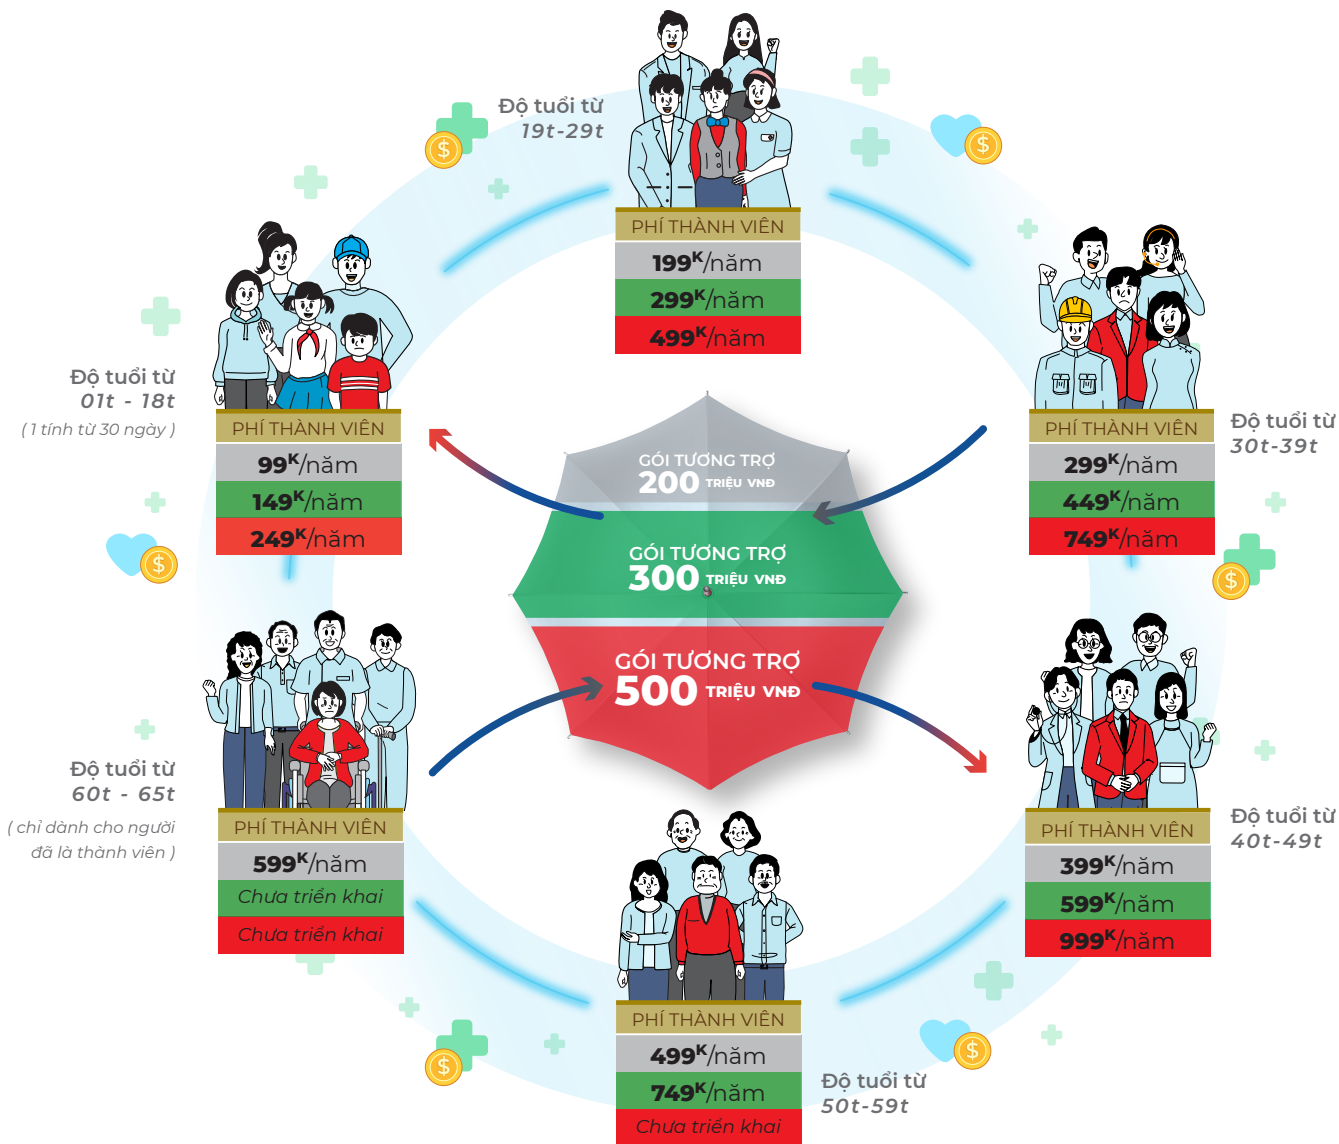 Độ tuổi từ
19t-29t
PHÍ THÀNH VIÊN
199K/năm
299K/năm
499K/năm
Độ tuổi từ
01t - 18t
( 1 tính từ 30 ngày )
PHÍ THÀNH VIÊN
99K/năm
149K/năm
249K/năm
GÓI TƯƠNG TRỢ
200 TRIỆU VNĐ
GÓI TƯƠNG TRỢ
300 TRIỆU VNĐ
GÓI TƯƠNG TRỢ
500 TRIỆU VNĐ
PHÍ THÀNH VIÊN
299K/năm
449K/năm
749K/năm
Độ tuổi từ
30t-39t
Độ tuổi từ
60t - 65t
( chỉ dành cho người
đã là thành viên )
PHÍ THÀNH VIÊN
599K/năm
Chưa triển khai
Chưa triển khai
PHÍ THÀNH VIÊN
399K/năm
599K/năm
999K/năm
Độ tuổi từ
40t-49t
PHÍ THÀNH VIÊN
499K/năm
749K/năm
Chưa triển khai
Độ tuổi từ
50t-59t